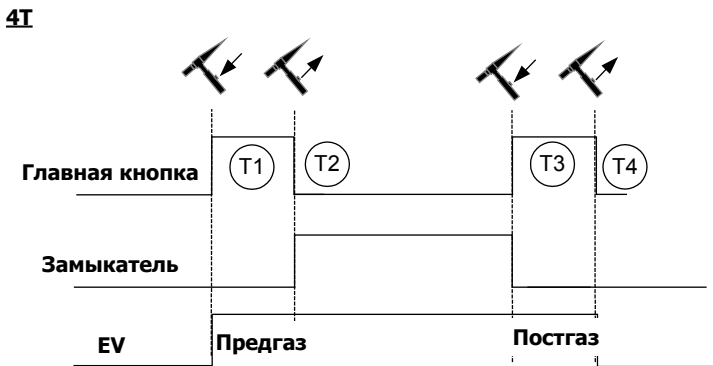 4T
Главная кнопка
T1
T2
T3
T4
Замыкатель
EV
Предгаз
Постгаз